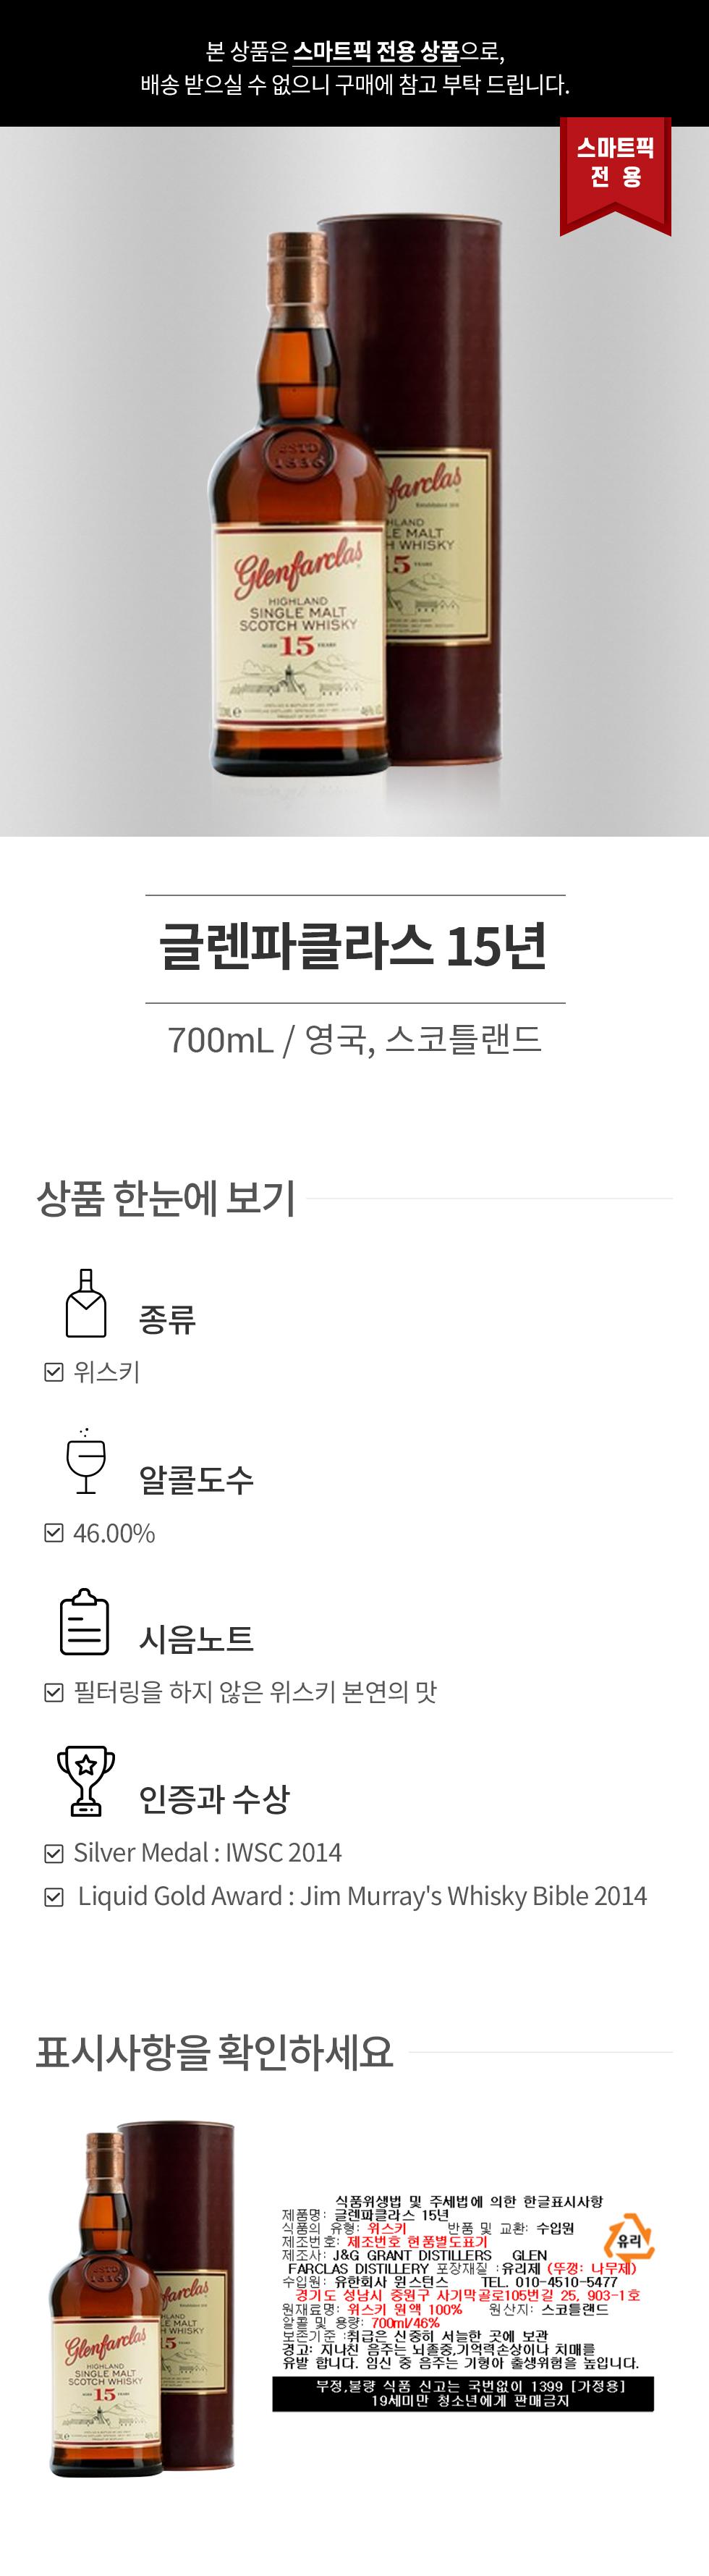 본 상품은 스마트픽 전용 상품으로,
배송 받으실 수 없으니 구매에 참고 부탁 드립니다.
스마트픽
전 용
ESTD
1836
farclas
HLAND
LE MALT
H WHISKY
15 YEARS
Glenfarclas
HIGHLAND
SINGLE MALT
SCOTCH WHISKY
AGED 15 YEARS
글렌파클라스 15년
700mL / 영국, 스코틀랜드
상품 한눈에 보기
종류
위스키
알콜도수
46.00%
시음노트
필터링을 하지 않은 위스키 본연의 맛
인증과 수상
Silver Medal : IWSC 2014
Liquid Gold Award : Jim Murray's Whisky Bible 2014
표시사항을 확인하세요
farclas
HLAND
LE MALT
H WHISKY
15
Glenfarclas
HIGHLAND
SINGLE MALT
SCOTCH WHISKY
15
식품위생법 및 주세법에 의한 한글표시사항
제품명: 글렌파클라스 15년
식품의 유형: 위스키 반품 및 교환: 수입원
제조번호: 제조번호 현품별도표기
제조사: J&G GRANT DISTILLERS GLEN
FARCLAS DISTILLERY 포장재질 :유리제 (뚜껑: 나무제)
수입원: 유한회사 윈스턴스 TEL. 010-4510-5477
경기도 성남시 중원구 사기막골로105번길 25, 903-1호
원재료명: 위스키 원액 100% 원산지: 스코틀랜드
알콜 및 용량: 700ml/46%
보존기준 :취급은 신중히 서늘한 곳에 보관
경고: 지나친 음주는 뇌졸중,기억력손상이나 치매를
유발 합니다. 임신 중 음주는 기형아 출생위험을 높입니다.
유리
부정,불량 식품 신고는 국번없이 1399 [가정용]
19세미만 청소년에게 판매금지